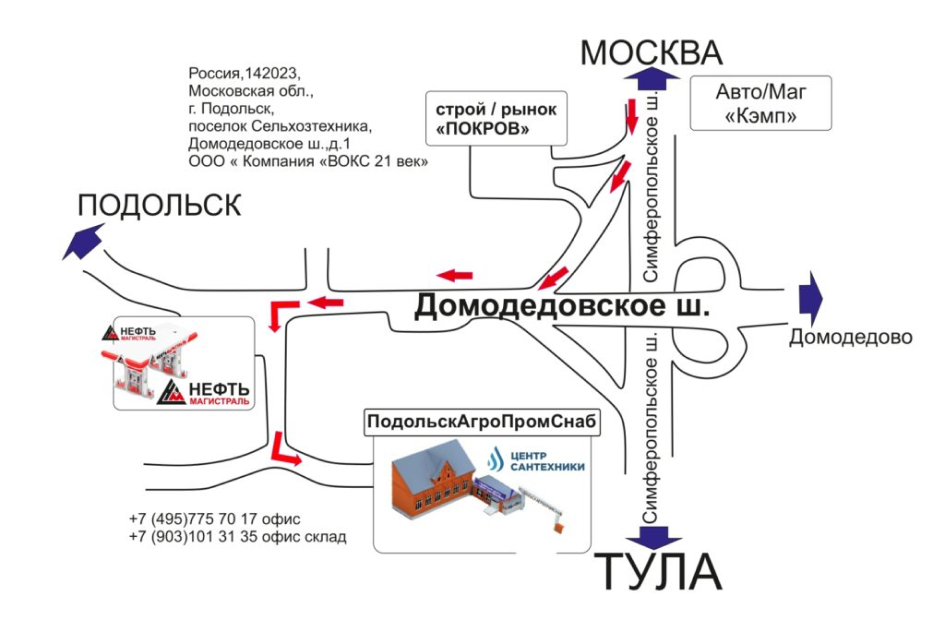 МОСКВА
Россия,142023,
Московская обл.,
г. Подольск,
поселок Сельхозтехника,
Домодедовское ш.,д.1
ООО « Компания «ВОКС 21 век»
строй / рынок
«ПОКРОВ»
Авто/Маг
«Кэмп»
Симферопольское ш.
ПОДОЛЬСК
Домодедовское ш.
Домодедово
НЕФТЬ
МАГИСТРАЛЬ
НЕФТЬ
МАГИСТРАЛЬ
Симферопольское ш.
ПодольскАгроПромСнаб
ЦЕНТР
САНТЕХНИКИ
+7 (495)775 70 17 офис
+7 (903)101 31 35 офис склад
ТУЛА